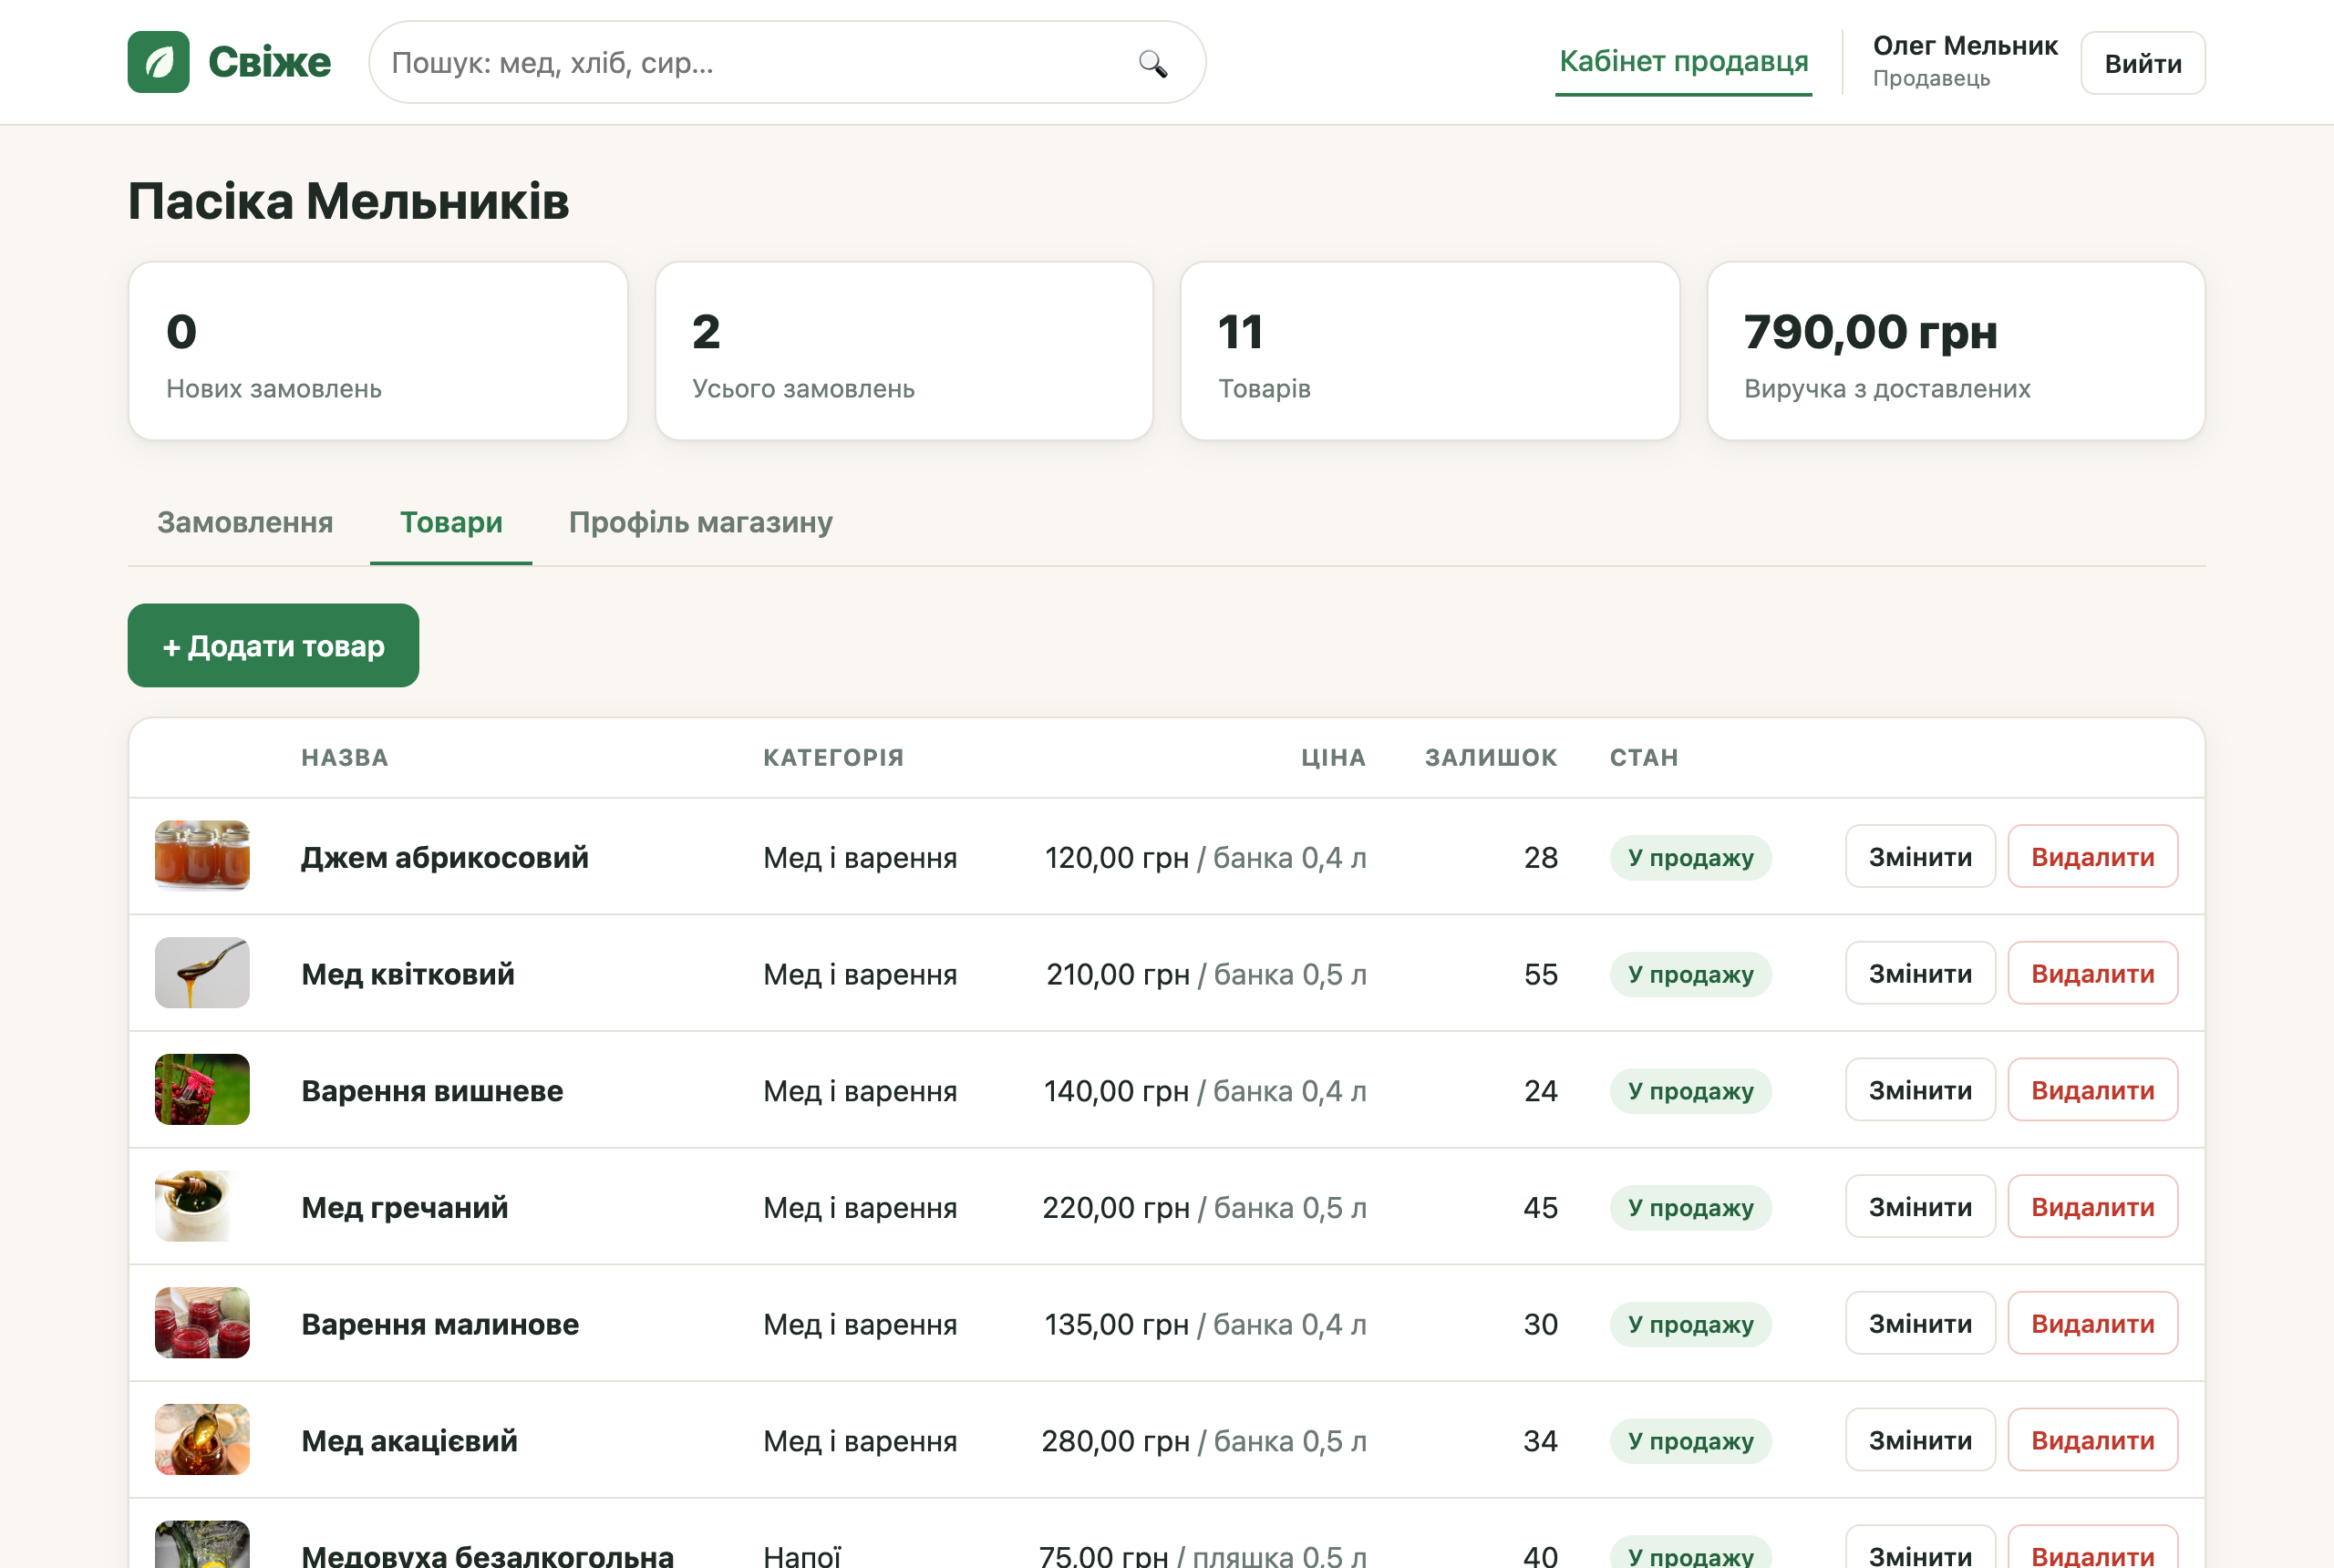 Свіже
Пошук: мед, хліб, сир...
Кабінет продавця
Олег Мельник
Продавець
Вийти
Пасіка Мельників
0
Нових замовлень
2
Усього замовлень
11
Товарів
790,00 грн
Виручка з доставлених
Замовлення Товари Профіль магазину
+ Додати товар
НАЗВА КАТЕГОРІЯ ЦІНА ЗАЛИШОК СТАН
Джем абрикосовий Мед і варення 120,00 грн / банка 0,4 л 28 У продажу Змінити Видалити
Мед квітковий Мед і варення 210,00 грн / банка 0,5 л 55 У продажу Змінити Видалити
Варення вишневе Мед і варення 140,00 грн / банка 0,4 л 24 У продажу Змінити Видалити
Мед гречаний Мед і варення 220,00 грн / банка 0,5 л 45 У продажу Змінити Видалити
Варення малинове Мед і варення 135,00 грн / банка 0,4 л 30 У продажу Змінити Видалити
Мед акацієвий Мед і варення 280,00 грн / банка 0,5 л 34 У продажу Змінити Видалити
Медовуха безалкогольна Напої 75,00 грн / пляшка 0,5 л 40 У продажу Змінити Видалити